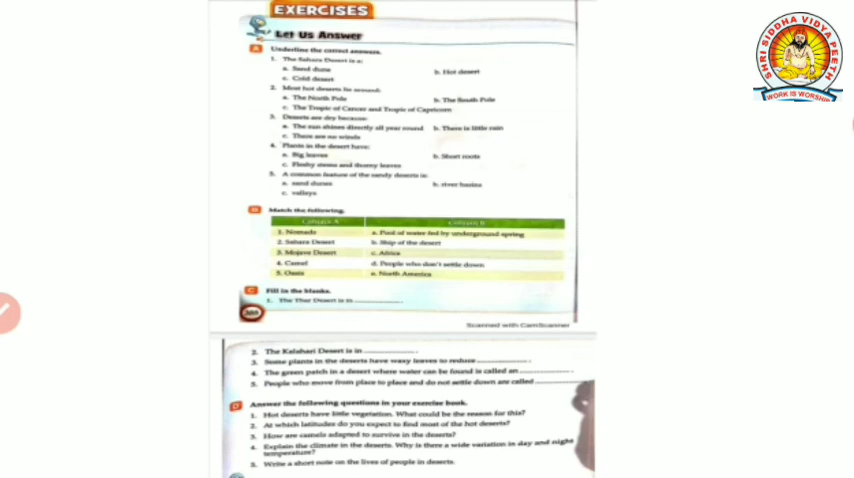 EXERCISES
Let Us Answer
A Underline the correct answers.
1. The Sahara Desert is a:
a. Sand dune b. Hot desert
c. Cold desert
2. Most hot deserts lie around:
a. The North Pole b. The South Pole
c. The Tropic of Cancer and Tropic of Capricorn
3. Deserts are dry because:
a. The sun shines directly all year round b. There is little rain
c. There are no winds
4. Plants in the desert have:
a. Big leaves b. Short roots
c. Fleshy stems and thorny leaves
5. A common feature of the sandy deserts is:
a. sand dunes b. river basins
c. valleys
B Match the following.
Column A Column B
1. Nomads a. Pool of water fed by underground spring
2. Sahara Desert b. Ship of the desert
3. Mojave Desert c. Africa
4. Camel d. People who don't settle down
5. Oasis e. North America
C Fill in the blanks.
1. The Thar Desert is in
Scanned with CamScanner
2. The Kalahari Desert is in
3. Some plants in the deserts have waxy leaves to reduce
4. The green patch in a desert where water can be found is called an
5. People who move from place to place and do not settle down are called
D Answer the following questions in your exercise book.
1. Hot deserts have little vegetation. What could be the reason for this?
2. At which latitudes do you expect to find most of the hot deserts?
3. How are camels adapted to survive in the deserts?
4. Explain the climate in the deserts. Why is there a wide variation in day and night
temperature?
5. Write a short note on the lives of people in deserts.
SHRI SIDDHA VIDYA PEETH
WORK IS WORSHIP